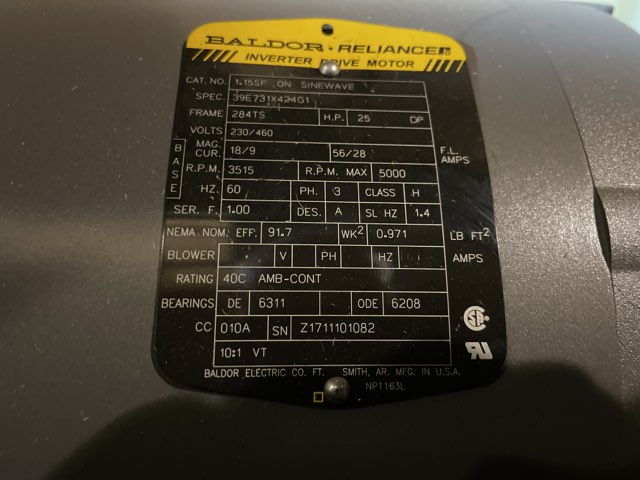 BALDOR • RELIANCE
INVERTER DRIVE MOTOR
CAT. NO. 1.15SF ON SINEWAVE
SPEC. 39E731X424G1
FRAME 284TS H.P. 25 DP
VOLTS 230/460
BASE
MAG. CUR. 18/9 56/28 F.L. AMPS
R.P.M. 3515 R.P.M. MAX 5000
HZ. 60 PH. 3 CLASS H
SER. F. 1.00 DES. A SL HZ 1.4
NEMA NOM. EFF. 91.7 WK² 0.971 LB FT²
BLOWER V PH HZ AMPS
RATING 40C AMB-CONT
BEARINGS DE 6311 ODE 6208
CC 010A SN Z1711101082
10:1 VT
BALDOR ELECTRIC CO. FT. SMITH, AR. MFG. IN U.S.A.
NP1163L